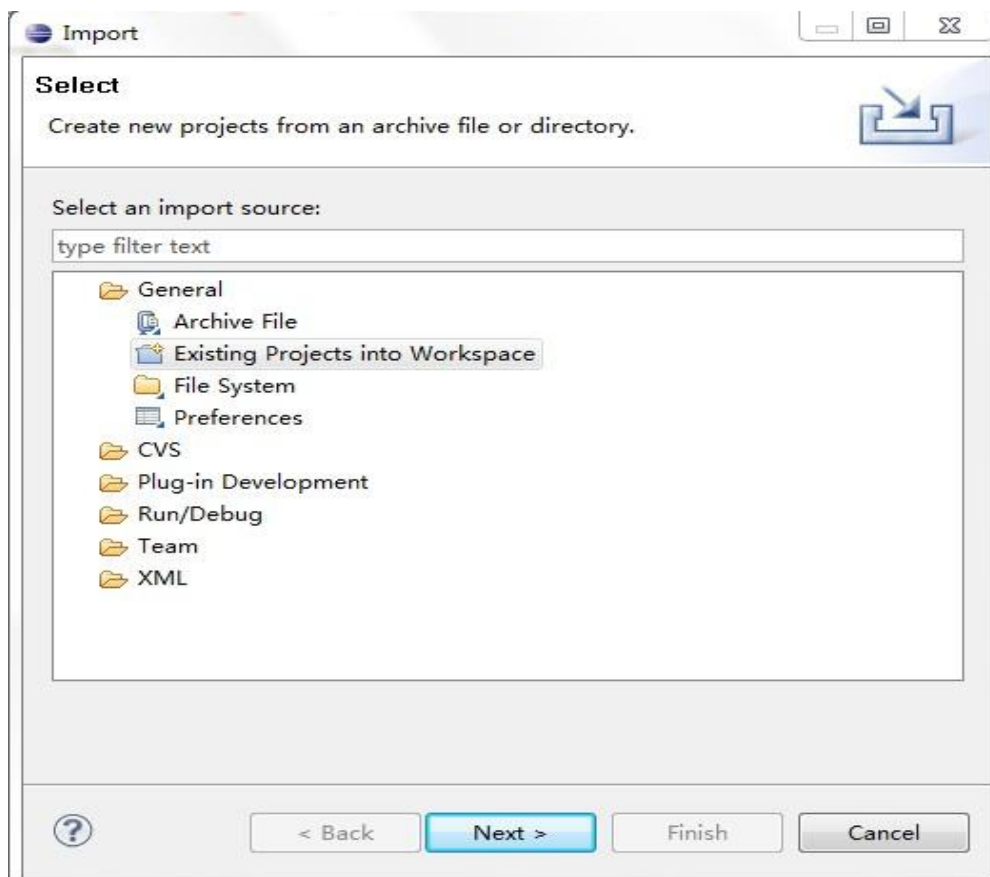 Import
Select
Create new projects from an archive file or directory.
Select an import source:
type filter text
General
Archive File
Existing Projects into Workspace
File System
Preferences
CVS
Plug-in Development
Run/Debug
Team
XML
?
< Back
Next >
Finish
Cancel